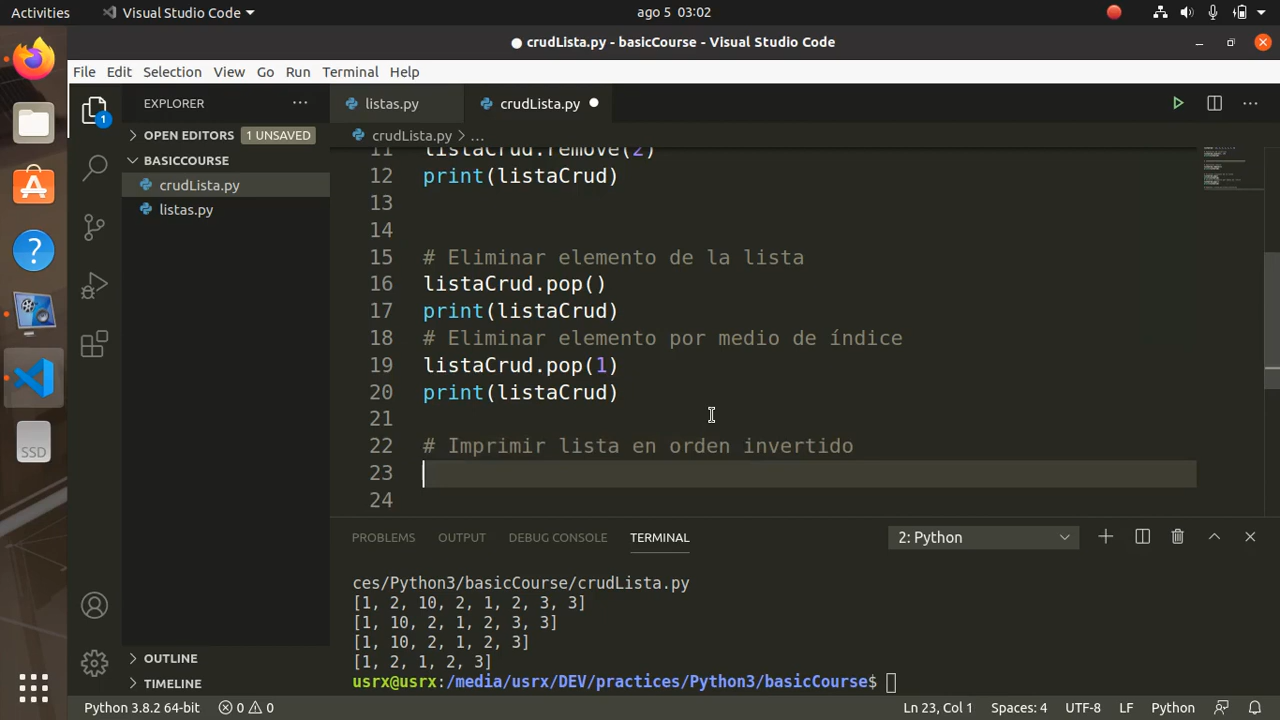 Activities
Visual Studio Code
ago 5 03:02
crudLista.py - basicCourse - Visual Studio Code
File Edit Selection View Go Run Terminal Help
EXPLORER
listas.py
crudLista.py
OPEN EDITORS
1 UNSAVED
crudLista.py > ...
BASICCOURSE
crudLista.py
listas.py
11 listaCrud.remove(2)
12 print(listaCrud)
13
14
15 # Eliminar elemento de la lista
16 listaCrud.pop()
17 print(listaCrud)
18 # Eliminar elemento por medio de índice
19 listaCrud.pop(1)
20 print(listaCrud)
21
22 # Imprimir lista en orden invertido
23
24
1
?
SSD
PROBLEMS OUTPUT DEBUG CONSOLE TERMINAL
2: Python
ces/Python3/basicCourse/crudLista.py
[1, 2, 10, 2, 1, 2, 3, 3]
[1, 10, 2, 1, 2, 3, 3]
[1, 10, 2, 1, 2, 3]
[1, 2, 1, 2, 3]
usrx@usrx:/media/usrx/DEV/practices/Python3/basicCourse$
OUTLINE
TIMELINE
Python 3.8.2 64-bit
0 0
Ln 23, Col 1
Spaces: 4
UTF-8
LF
Python